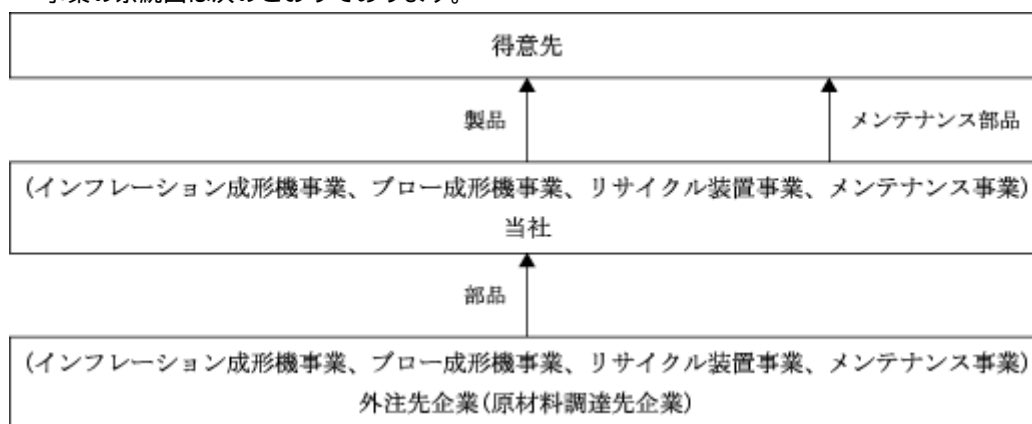 事業の系統図は次のとおりであります。
得意先
製品
メンテナンス部品
(インフレーション成形機事業、ブロー成形機事業、リサイクル装置事業、メンテナンス事業)
当社
部品
(インフレーション成形機事業、ブロー成形機事業、リサイクル装置事業、メンテナンス事業)
外注先企業(原材料調達先企業)